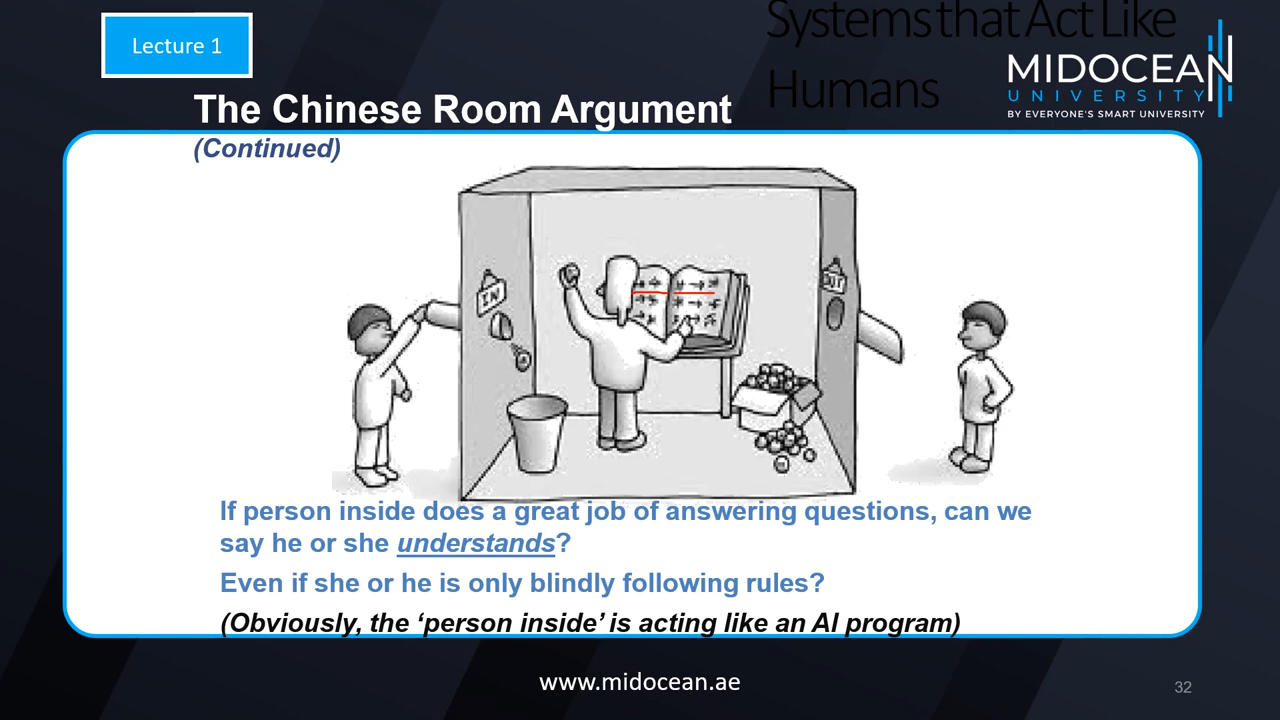 Lecture 1
Systems that Act Like
Humans
MIDOCEAN
UNIVERSITY
BY EVERYONE'S SMART UNIVERSITY
The Chinese Room Argument
(Continued)
IN
OUT
If person inside does a great job of answering questions, can we
say he or she understands?
Even if she or he is only blindly following rules?
(Obviously, the ‘person inside’ is acting like an AI program)
www.midocean.ae
32